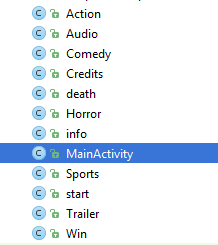 Action
Audio
Comedy
Credits
death
Horror
info
MainActivity
Sports
start
Trailer
Win